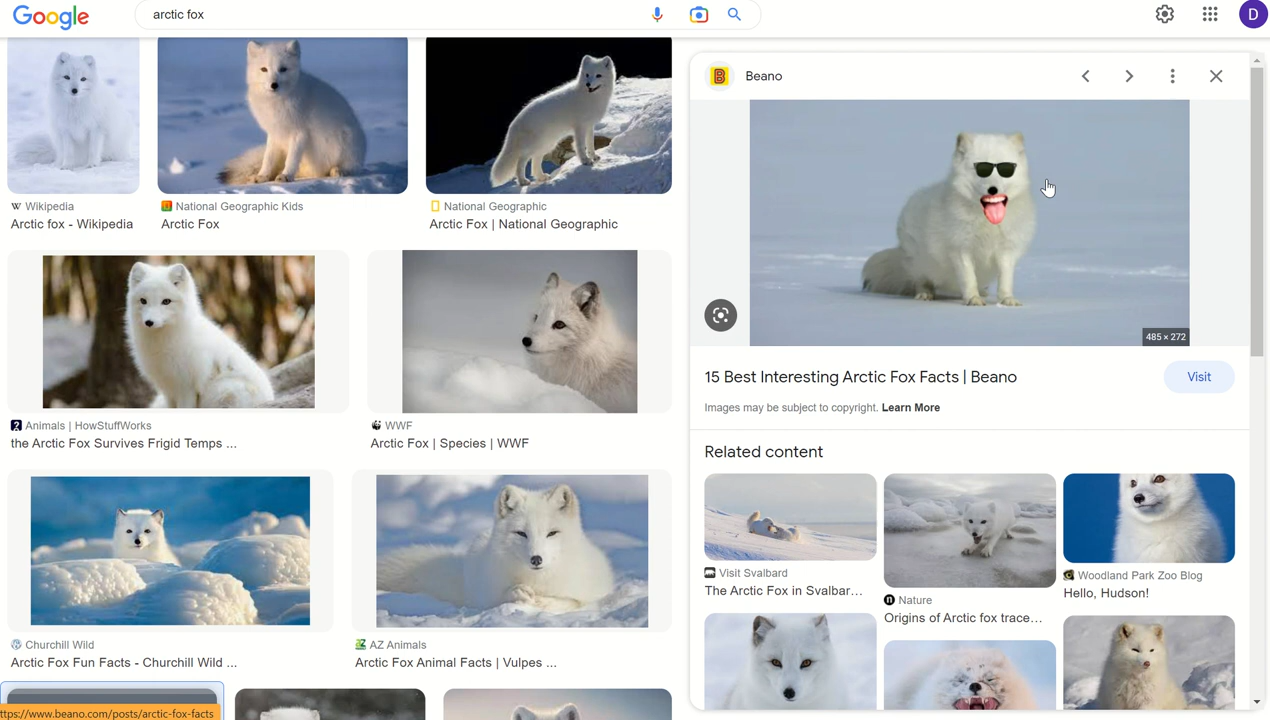 Google
arctic fox
D
Wikipedia
Arctic fox - Wikipedia
National Geographic Kids
Arctic Fox
National Geographic
Arctic Fox | National Geographic
Animals | HowStuffWorks
the Arctic Fox Survives Frigid Temps ...
WWF
Arctic Fox | Species | WWF
Churchill Wild
Arctic Fox Fun Facts - Churchill Wild ...
AZ Animals
Arctic Fox Animal Facts | Vulpes ...
ttps://www.beano.com/posts/arctic-fox-facts
B
Beano
485 × 272
15 Best Interesting Arctic Fox Facts | Beano
Visit
Images may be subject to copyright. Learn More
Related content
Visit Svalbard
The Arctic Fox in Svalbar...
Nature
Origins of Arctic fox trace...
Woodland Park Zoo Blog
Hello, Hudson!